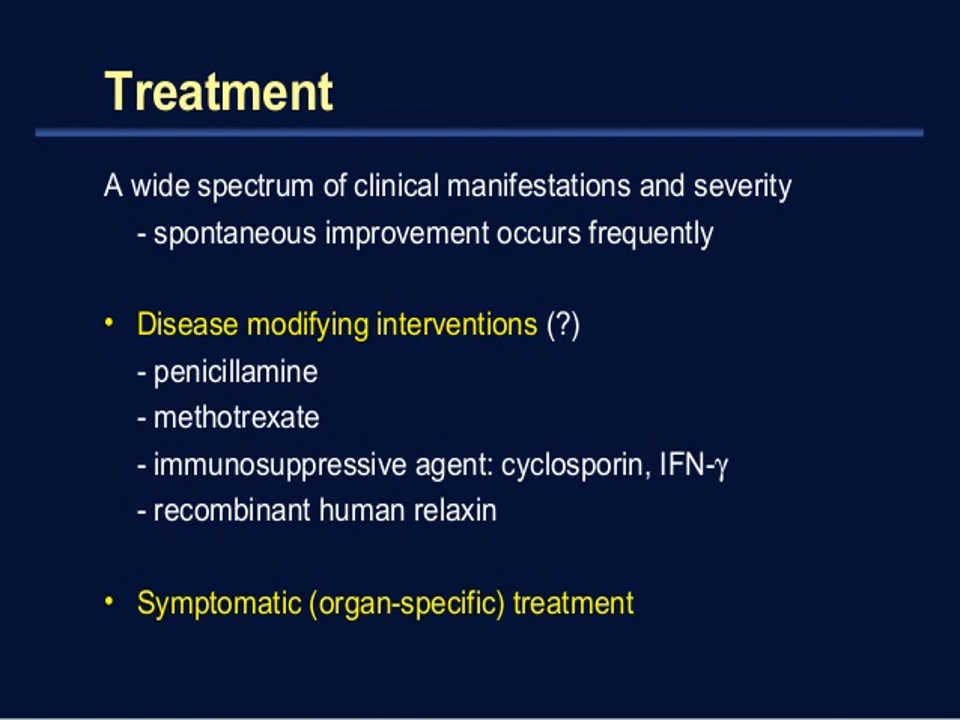 Treatment
A wide spectrum of clinical manifestations and severity
- spontaneous improvement occurs frequently
• Disease modifying interventions (?)
- penicillamine
- methotrexate
- immunosuppressive agent: cyclosporin, IFN-γ
- recombinant human relaxin
• Symptomatic (organ-specific) treatment